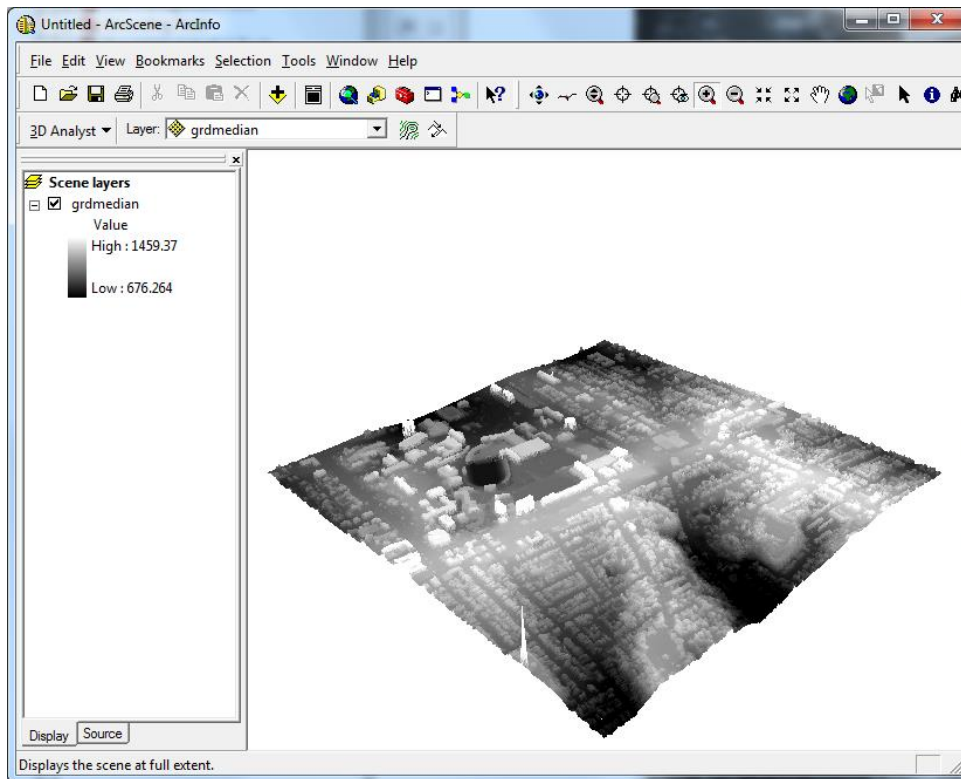 Untitled - ArcScene - ArcInfo
File Edit View Bookmarks Selection Tools Window Help
3D Analyst Layer: grdmedian
Scene layers
grdmedian
Value
High : 1459.37
Low : 676.264
Display Source
Displays the scene at full extent.